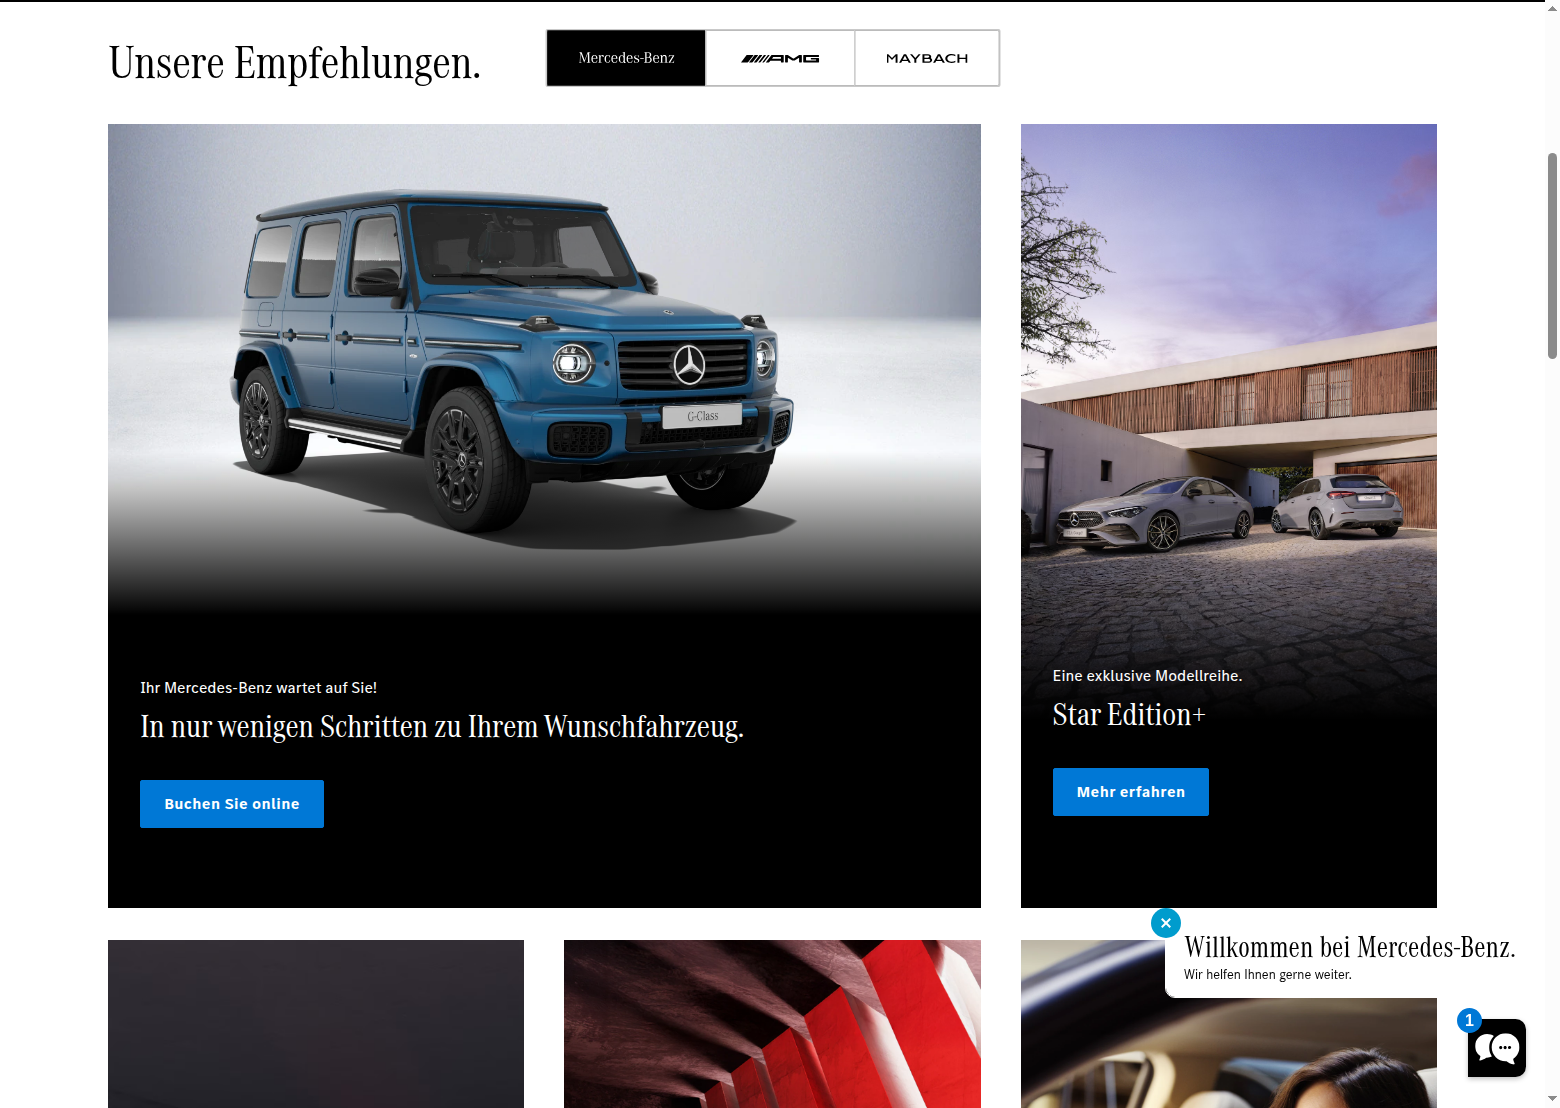 Unsere Empfehlungen.
Mercedes-Benz
AMG
MAYBACH
G-Class
Ihr Mercedes-Benz wartet auf Sie!
In nur wenigen Schritten zu Ihrem Wunschfahrzeug.
Buchen Sie online
Eine exklusive Modellreihe.
Star Edition+
Mehr erfahren
Willkommen bei Mercedes-Benz.
Wir helfen Ihnen gerne weiter.
1